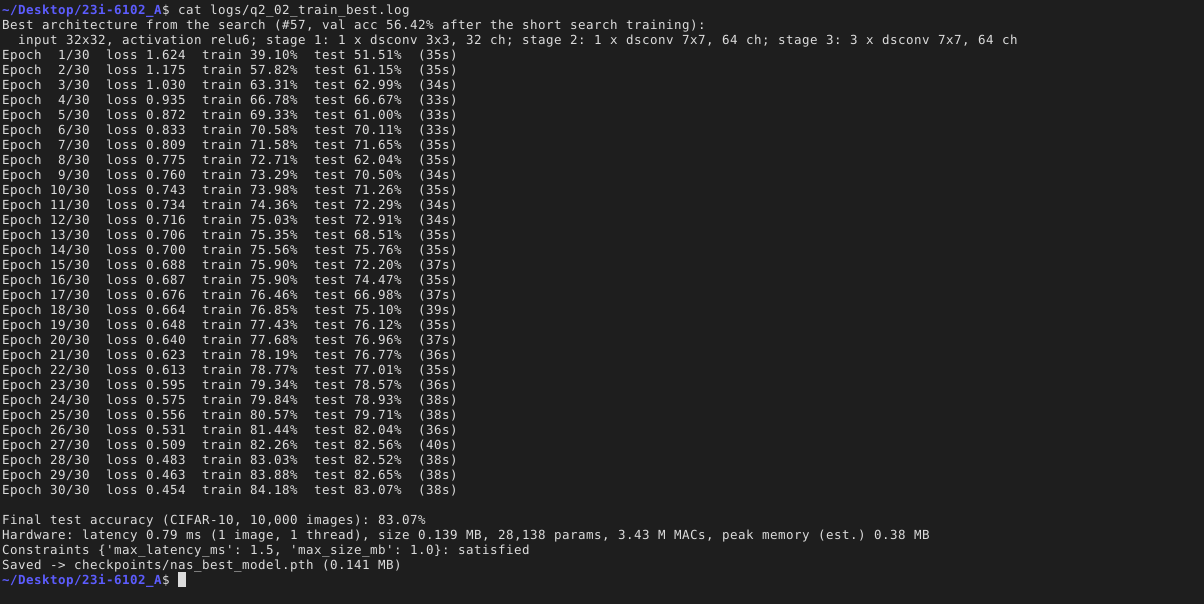 ~/Desktop/23i-6102_A$ cat logs/q2_02_train_best.log
Best architecture from the search (#57, val acc 56.42% after the short search training):
  input 32x32, activation relu6; stage 1: 1 x dsconv 3x3, 32 ch; stage 2: 1 x dsconv 7x7, 64 ch; stage 3: 3 x dsconv 7x7, 64 ch
Epoch  1/30  loss 1.624  train 39.10%  test 51.51%  (35s)
Epoch  2/30  loss 1.175  train 57.82%  test 61.15%  (35s)
Epoch  3/30  loss 1.030  train 63.31%  test 62.99%  (34s)
Epoch  4/30  loss 0.935  train 66.78%  test 66.67%  (33s)
Epoch  5/30  loss 0.872  train 69.33%  test 61.00%  (33s)
Epoch  6/30  loss 0.833  train 70.58%  test 70.11%  (33s)
Epoch  7/30  loss 0.809  train 71.58%  test 71.65%  (35s)
Epoch  8/30  loss 0.775  train 72.71%  test 62.04%  (35s)
Epoch  9/30  loss 0.760  train 73.29%  test 70.50%  (34s)
Epoch 10/30  loss 0.743  train 73.98%  test 71.26%  (35s)
Epoch 11/30  loss 0.734  train 74.36%  test 72.29%  (34s)
Epoch 12/30  loss 0.716  train 75.03%  test 72.91%  (34s)
Epoch 13/30  loss 0.706  train 75.35%  test 68.51%  (35s)
Epoch 14/30  loss 0.700  train 75.56%  test 75.76%  (35s)
Epoch 15/30  loss 0.688  train 75.90%  test 72.20%  (37s)
Epoch 16/30  loss 0.687  train 75.90%  test 74.47%  (35s)
Epoch 17/30  loss 0.676  train 76.46%  test 66.98%  (37s)
Epoch 18/30  loss 0.664  train 76.85%  test 75.10%  (39s)
Epoch 19/30  loss 0.648  train 77.43%  test 76.12%  (35s)
Epoch 20/30  loss 0.640  train 77.68%  test 76.96%  (37s)
Epoch 21/30  loss 0.623  train 78.19%  test 76.77%  (36s)
Epoch 22/30  loss 0.613  train 78.77%  test 77.01%  (35s)
Epoch 23/30  loss 0.595  train 79.34%  test 78.57%  (36s)
Epoch 24/30  loss 0.575  train 79.84%  test 78.93%  (38s)
Epoch 25/30  loss 0.556  train 80.57%  test 79.71%  (38s)
Epoch 26/30  loss 0.531  train 81.44%  test 82.04%  (36s)
Epoch 27/30  loss 0.509  train 82.26%  test 82.56%  (40s)
Epoch 28/30  loss 0.483  train 83.03%  test 82.52%  (38s)
Epoch 29/30  loss 0.463  train 83.88%  test 82.65%  (38s)
Epoch 30/30  loss 0.454  train 84.18%  test 83.07%  (38s)

Final test accuracy (CIFAR-10, 10,000 images): 83.07%
Hardware: latency 0.79 ms (1 image, 1 thread), size 0.139 MB, 28,138 params, 3.43 M MACs, peak memory (est.) 0.38 MB
Constraints {'max_latency_ms': 1.5, 'max_size_mb': 1.0}: satisfied
Saved -> checkpoints/nas_best_model.pth (0.141 MB)
~/Desktop/23i-6102_A$